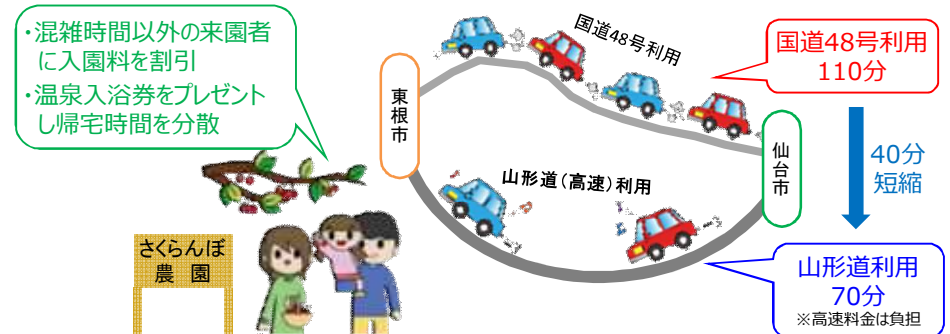 ・混雑時間以外の来園者
に入園料を割引
・温泉入浴券をプレゼント
し帰宅時間を分散
国道48号利用
国道48号利用
110分
東根市
仙台市
40分
短縮
山形道(高速)利用
さくらんぼ
農園
山形道利用
70分
※高速料金は負担